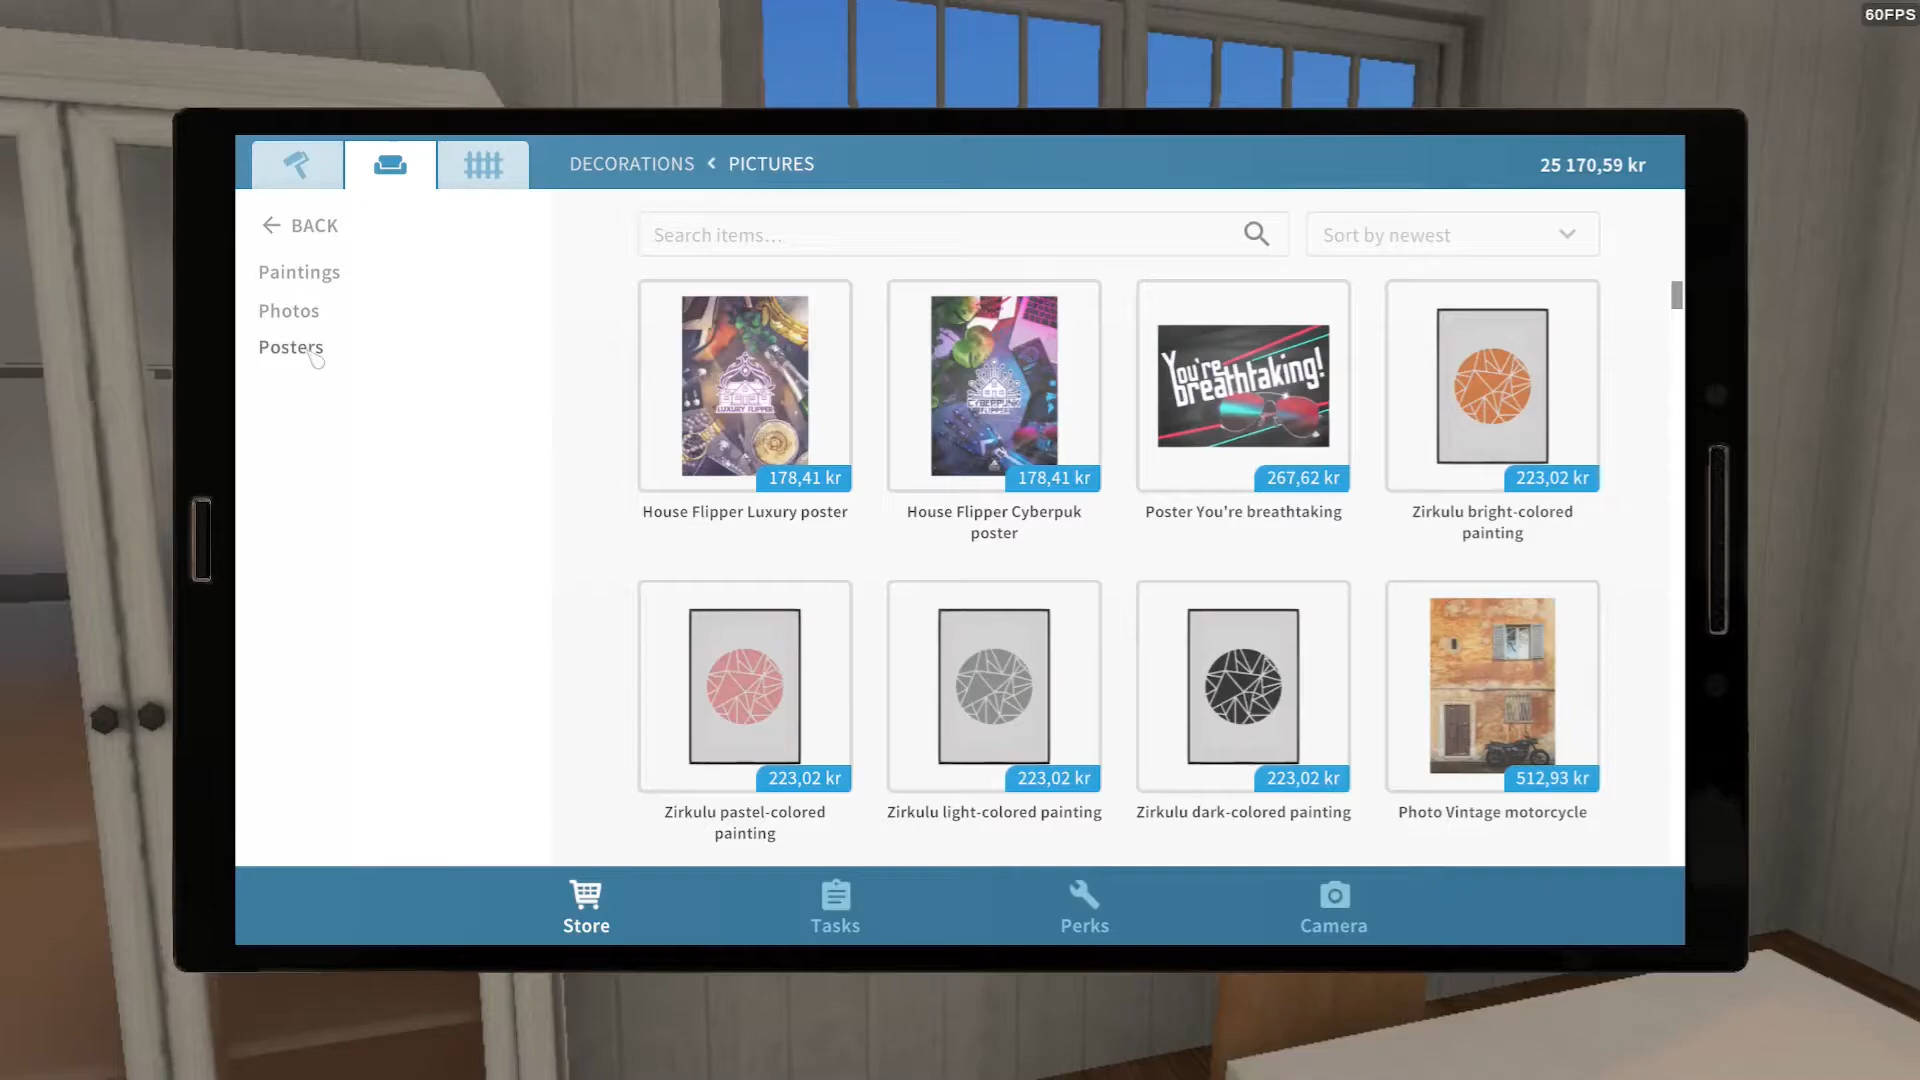 60FPS
DECORATIONS < PICTURES
25 170,59 kr
BACK
Search items...
Sort by newest
Paintings
Photos
Posters
LUXURY FLIPPER
CYBERPUNK FLIPPER
You're breathtaking!
178,41 kr
178,41 kr
267,62 kr
223,02 kr
House Flipper Luxury poster
House Flipper Cyberpuk poster
Poster You're breathtaking
Zirkulu bright-colored painting
223,02 kr
223,02 kr
223,02 kr
512,93 kr
Zirkulu pastel-colored painting
Zirkulu light-colored painting
Zirkulu dark-colored painting
Photo Vintage motorcycle
Store
Tasks
Perks
Camera